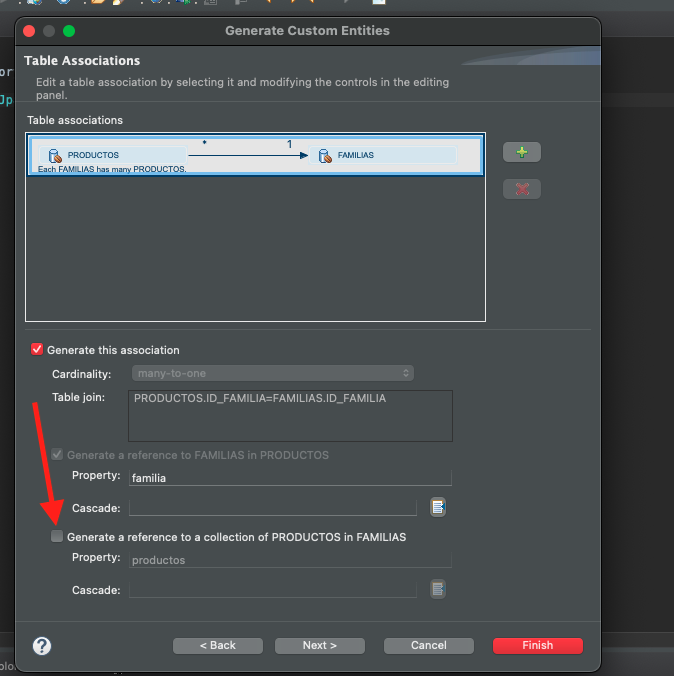 Generate Custom Entities
or
Table Associations
Edit a table association by selecting it and modifying the controls in the editing
panel.
Jp
Table associations
PRODUCTOS
*
1
FAMILIAS
Each FAMILIAS has many PRODUCTOS.
Generate this association
Cardinality:
many-to-one
Table join:
PRODUCTOS.ID_FAMILIA=FAMILIAS.ID_FAMILIA
Generate a reference to FAMILIAS in PRODUCTOS
Property:
familia
Cascade:
Generate a reference to a collection of PRODUCTOS in FAMILIAS
Property:
productos
Cascade:
?
< Back
Next >
Cancel
Finish
plo